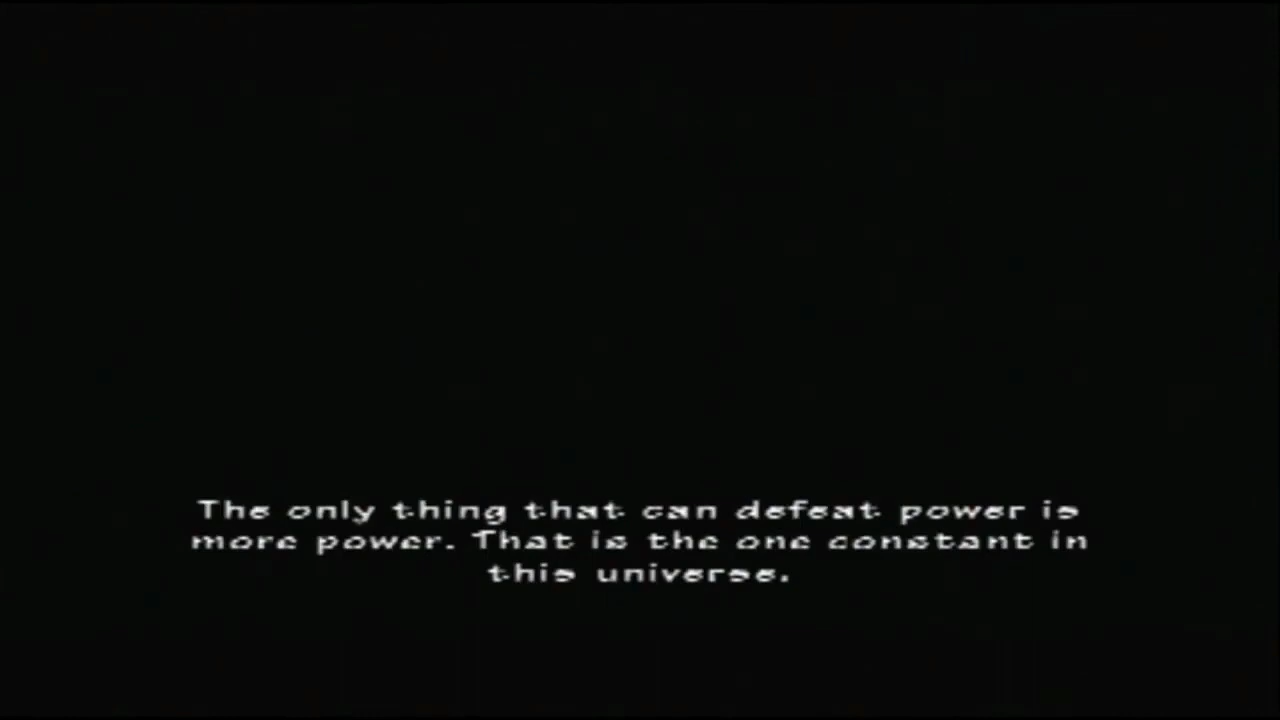 The only thing that can defeat power is
more power. That is the one constant in
this universe.